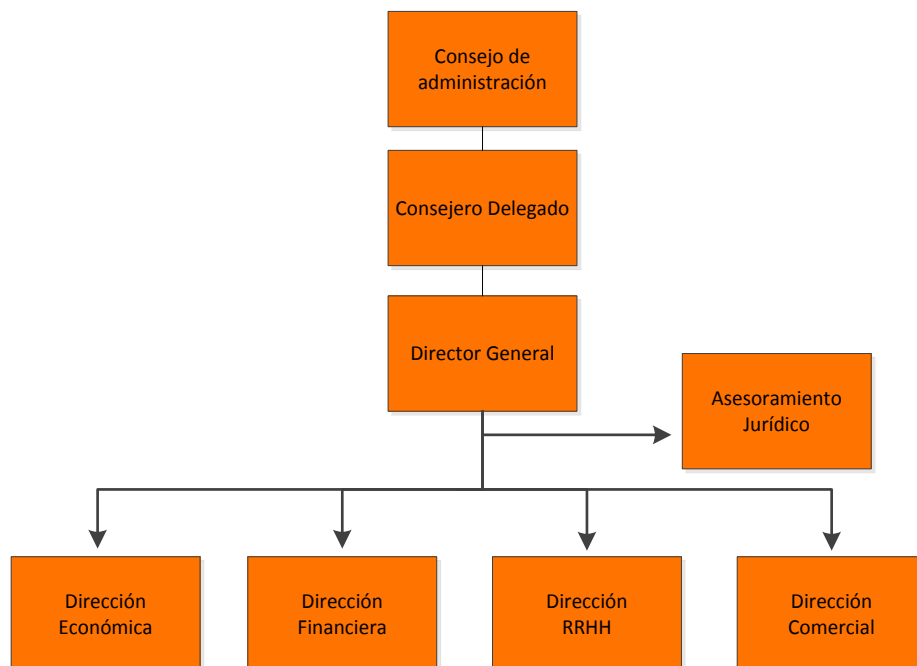 Consejo de
administración
Consejero Delegado
Director General
Asesoramiento
Jurídico
Dirección
Económica
Dirección
Financiera
Dirección
RRHH
Dirección
Comercial